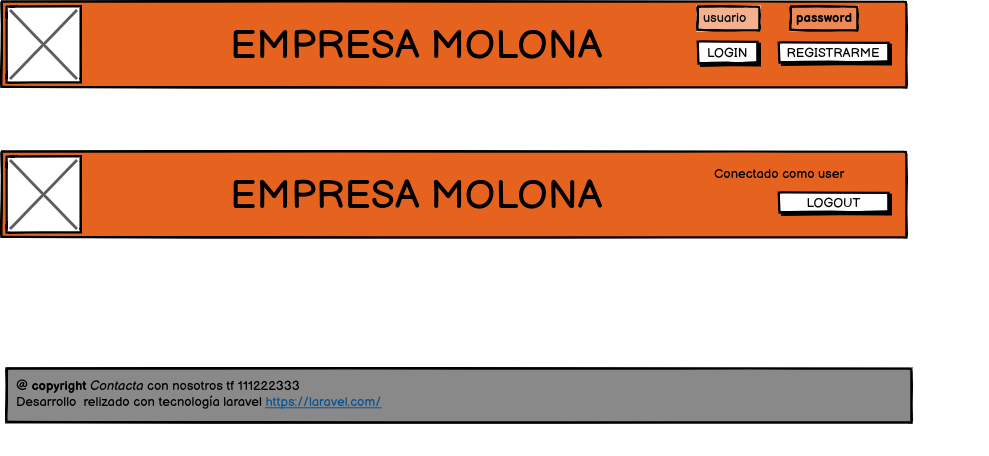 EMPRESA MOLONA
usuario
password
LOGIN
REGISTRARME
EMPRESA MOLONA
Conectado como user
LOGOUT
@ copyright Contacta con nosotros tf 111222333
Desarrollo relizado con tecnología laravel https://laravel.com/